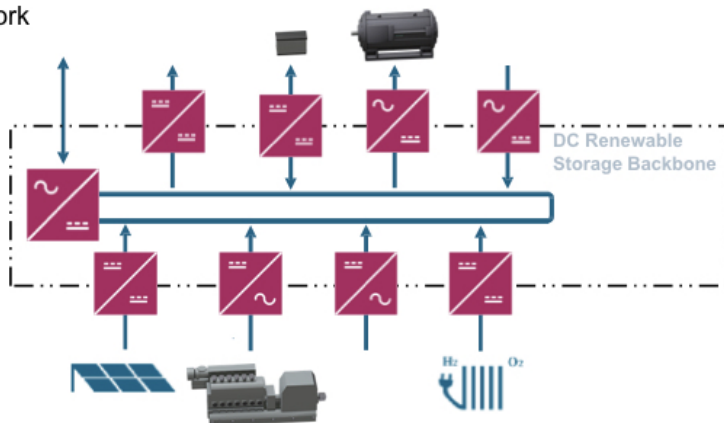 ork
DC Renewable
Storage Backbone
H₂ O₂